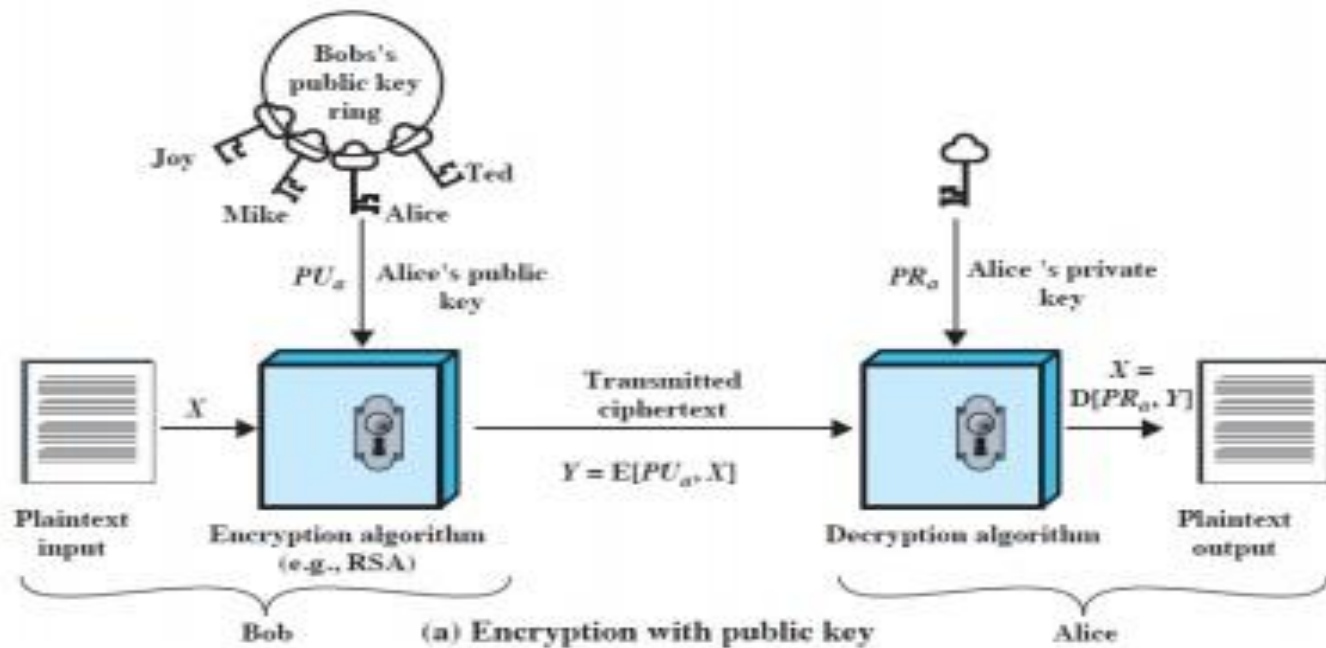 Bobs's
public key
ring
Joy
Ted
Mike
Alice
PUa
Alice's public
key
PRa
Alice 's private
key
X
Transmitted
ciphertext
X =
D[PRa, Y]
Y = E[PUa, X]
Plaintext
input
Encryption algorithm
(e.g., RSA)
Decryption algorithm
Plaintext
output
Bob
(a) Encryption with public key
Alice